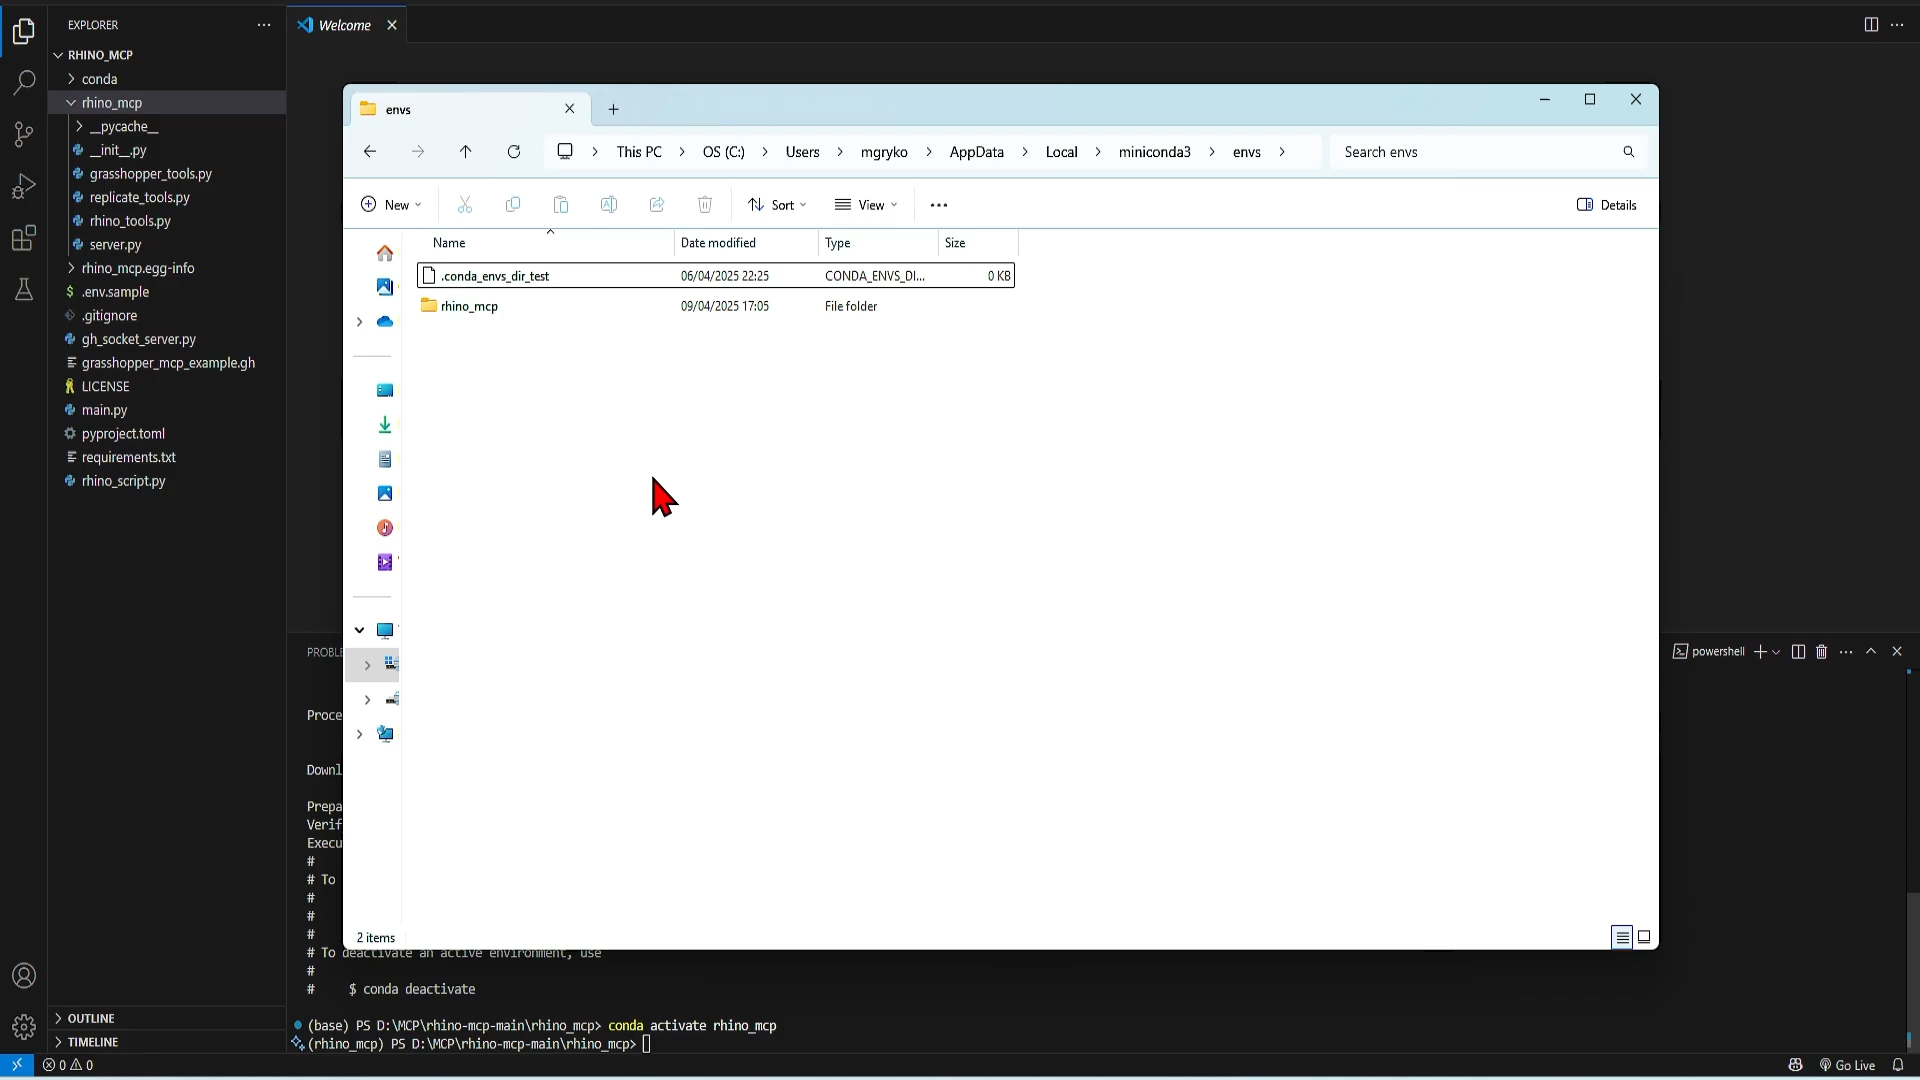 EXPLORER
Welcome
RHINO_MCP
conda
rhino_mcp
__pycache__
__init__.py
grasshopper_tools.py
replicate_tools.py
rhino_tools.py
server.py
rhino_mcp.egg-info
.env.sample
.gitignore
gh_socket_server.py
grasshopper_mcp_example.gh
LICENSE
main.py
pyproject.toml
requirements.txt
rhino_script.py
OUTLINE
TIMELINE
envs
This PC > OS (C:) > Users > mgryko > AppData > Local > miniconda3 > envs >
Search envs
New
Sort
View
Details
Name Date modified Type Size
.conda_envs_dir_test 06/04/2025 22:25 CONDA_ENVS_DI... 0 KB
rhino_mcp 09/04/2025 17:05 File folder
2 items
PROBLE
powershell
Proce
Downl
Prepa
Verif
Execu
#
# To
#
#
#
# To deactivate an active environment, use
#
# $ conda deactivate
(base) PS D:\MCP\rhino-mcp-main\rhino_mcp> conda activate rhino_mcp
(rhino_mcp) PS D:\MCP\rhino-mcp-main\rhino_mcp>
0 0
Go Live